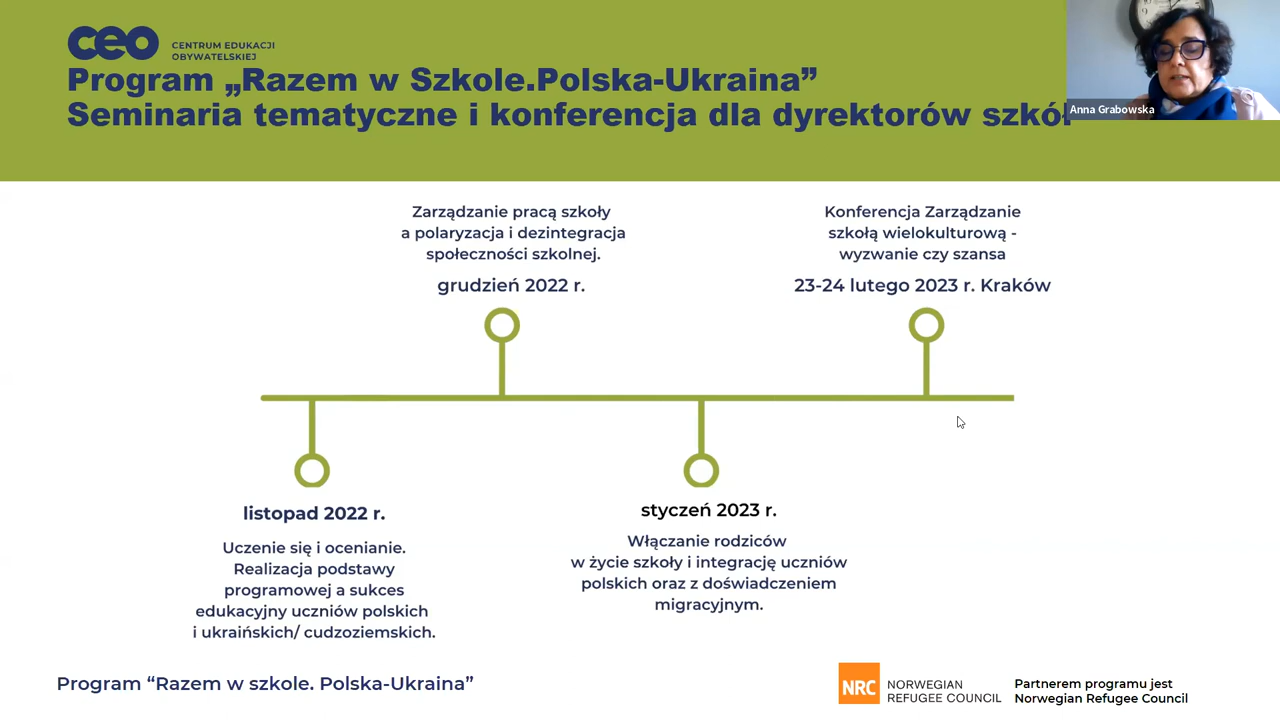 ceo CENTRUM EDUKACJI
OBYWATELSKIEJ
Program „Razem w Szkole.Polska-Ukraina”
Seminaria tematyczne i konferencja dla dyrektorów szkół
Anna Grabowska
Zarządzanie pracą szkoły
a polaryzacja i dezintegracja
społeczności szkolnej.
grudzień 2022 r.
Konferencja Zarządzanie
szkołą wielokulturową -
wyzwanie czy szansa
23-24 lutego 2023 r. Kraków
listopad 2022 r.
Uczenie się i ocenianie.
Realizacja podstawy
programowej a sukces
edukacyjny uczniów polskich
i ukraińskich/ cudzoziemskich.
styczeń 2023 r.
Włączanie rodziców
w życie szkoły i integrację uczniów
polskich oraz z doświadczeniem
migracyjnym.
Program “Razem w szkole. Polska-Ukraina”
NRC
NORWEGIAN
REFUGEE COUNCIL
Partnerem programu jest
Norwegian Refugee Council